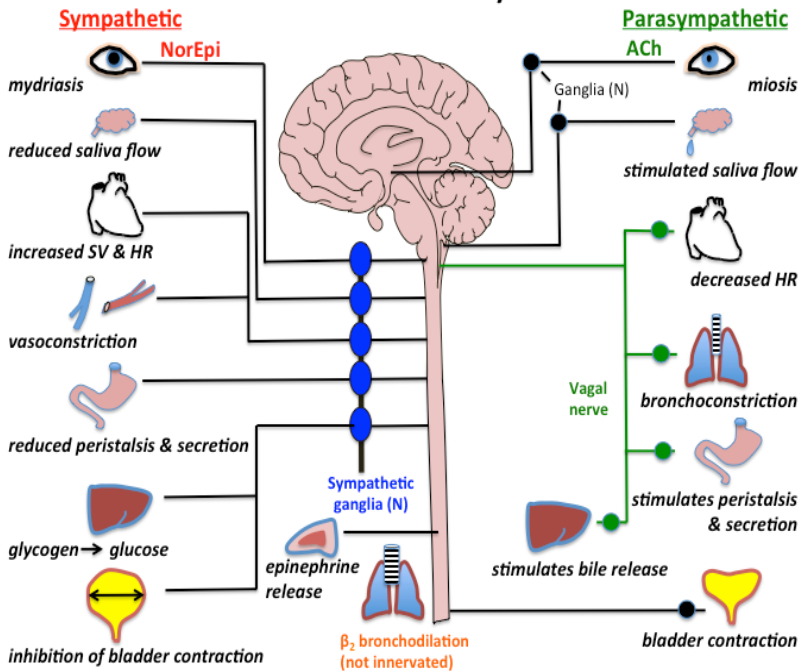 Sympathetic
NorEpi
mydriasis
reduced saliva flow
increased SV & HR
vasoconstriction
reduced peristalsis & secretion
glycogen → glucose
inhibition of bladder contraction
Sympathetic
ganglia (N)
epinephrine
release
β₂ bronchodilation
(not innervated)
Parasympathetic
ACh
Ganglia (N)
miosis
stimulated saliva flow
decreased HR
Vagal
nerve
bronchoconstriction
stimulates peristalsis
& secretion
stimulates bile release
bladder contraction